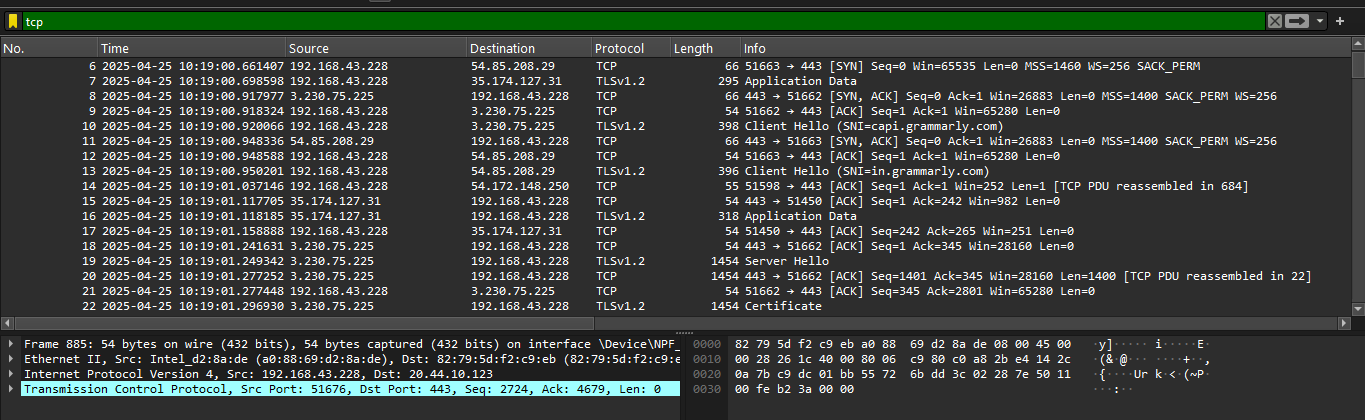 tcp
No. Time Source Destination Protocol Length Info
6 2025-04-25 10:19:00.661407 192.168.43.228 54.85.208.29 TCP 66 51663 → 443 [SYN] Seq=0 Win=65535 Len=0 MSS=1460 WS=256 SACK_PERM
7 2025-04-25 10:19:00.698598 192.168.43.228 35.174.127.31 TLSv1.2 295 Application Data
8 2025-04-25 10:19:00.917977 3.230.75.225 192.168.43.228 TCP 66 443 → 51662 [SYN, ACK] Seq=0 Ack=1 Win=26883 Len=0 MSS=1400 SACK_PERM WS=256
9 2025-04-25 10:19:00.918324 192.168.43.228 3.230.75.225 TCP 54 51662 → 443 [ACK] Seq=1 Ack=1 Win=65280 Len=0
10 2025-04-25 10:19:00.920066 192.168.43.228 3.230.75.225 TLSv1.2 398 Client Hello (SNI=capi.grammarly.com)
11 2025-04-25 10:19:00.948336 54.85.208.29 192.168.43.228 TCP 66 443 → 51663 [SYN, ACK] Seq=0 Ack=1 Win=26883 Len=0 MSS=1400 SACK_PERM WS=256
12 2025-04-25 10:19:00.948588 192.168.43.228 54.85.208.29 TCP 54 51663 → 443 [ACK] Seq=1 Ack=1 Win=65280 Len=0
13 2025-04-25 10:19:00.950201 192.168.43.228 54.85.208.29 TLSv1.2 396 Client Hello (SNI=in.grammarly.com)
14 2025-04-25 10:19:01.037146 192.168.43.228 54.172.148.250 TCP 55 51598 → 443 [ACK] Seq=1 Ack=1 Win=252 Len=1 [TCP PDU reassembled in 684]
15 2025-04-25 10:19:01.117705 35.174.127.31 192.168.43.228 TCP 54 443 → 51450 [ACK] Seq=1 Ack=242 Win=982 Len=0
16 2025-04-25 10:19:01.118185 35.174.127.31 192.168.43.228 TLSv1.2 318 Application Data
17 2025-04-25 10:19:01.158888 192.168.43.228 35.174.127.31 TCP 54 51450 → 443 [ACK] Seq=242 Ack=265 Win=251 Len=0
18 2025-04-25 10:19:01.241631 3.230.75.225 192.168.43.228 TCP 54 443 → 51662 [ACK] Seq=1 Ack=345 Win=28160 Len=0
19 2025-04-25 10:19:01.249342 3.230.75.225 192.168.43.228 TLSv1.2 1454 Server Hello
20 2025-04-25 10:19:01.277252 3.230.75.225 192.168.43.228 TCP 1454 443 → 51662 [ACK] Seq=1401 Ack=345 Win=28160 Len=1400 [TCP PDU reassembled in 22]
21 2025-04-25 10:19:01.277448 192.168.43.228 3.230.75.225 TCP 54 51662 → 443 [ACK] Seq=345 Ack=2801 Win=65280 Len=0
22 2025-04-25 10:19:01.296930 3.230.75.225 192.168.43.228 TLSv1.2 1454 Certificate
Frame 885: 54 bytes on wire (432 bits), 54 bytes captured (432 bits) on interface \Device\NPF_
Ethernet II, Src: Intel_d2:8a:de (a0:88:69:d2:8a:de), Dst: 82:79:5d:f2:c9:eb (82:79:5d:f2:c9:e
Internet Protocol Version 4, Src: 192.168.43.228, Dst: 20.44.10.123
Transmission Control Protocol, Src Port: 51676, Dst Port: 443, Seq: 2724, Ack: 4679, Len: 0
0000 82 79 5d f2 c9 eb a0 88 69 d2 8a de 08 00 45 00 ·y]····· i·····E·
0010 00 28 26 1c 40 00 80 06 c9 80 c0 a8 2b e4 14 2c ·(&·@··· ····+··,
0020 0a 7b c9 dc 01 bb 55 72 6b dd 3c 02 28 7e 50 11 ·{····Ur k·<·(~P·
0030 00 fe b2 3a 00 00 ···:··